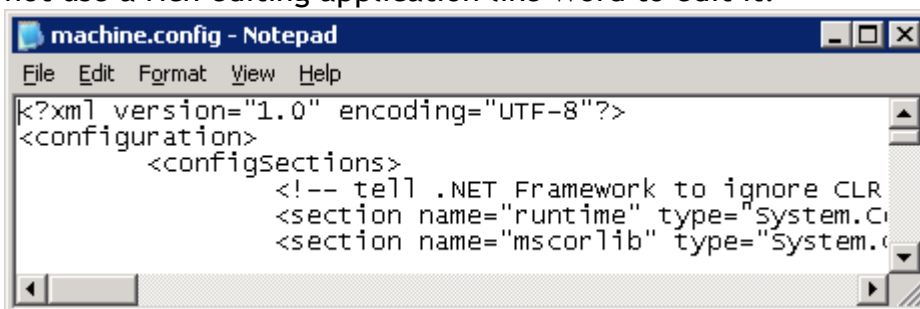 not use a rich editing application like Word to edit it.
machine.config - Notepad
File Edit Format View Help
<?xml version="1.0" encoding="UTF-8"?>
<configuration>
<configSections>
<!-- tell .NET Framework to ignore CLR
<section name="runtime" type="System.C
<section name="mscorlib" type="System.